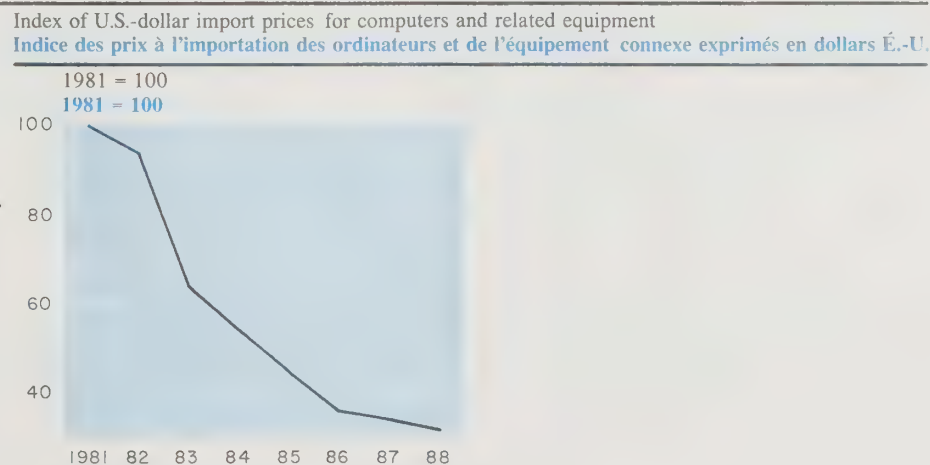 Index of U.S.-dollar import prices for computers and related equipment
Indice des prix à l'importation des ordinateurs et de l'équipement connexe exprimés en dollars É.-U.
1981 = 100
1981 = 100
100
80
60
40
1981 82 83 84 85 86 87 88